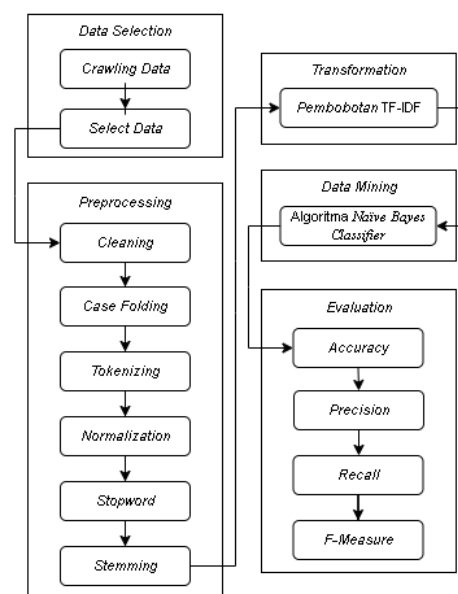 Data Selection
Crawling Data
Select Data
Preprocessing
Cleaning
Case Folding
Tokenizing
Normalization
Stopword
Stemming
Transformation
Pembobotan TF-IDF
Data Mining
Algoritma Naïve Bayes
Classifier
Evaluation
Accuracy
Precision
Recall
F-Measure